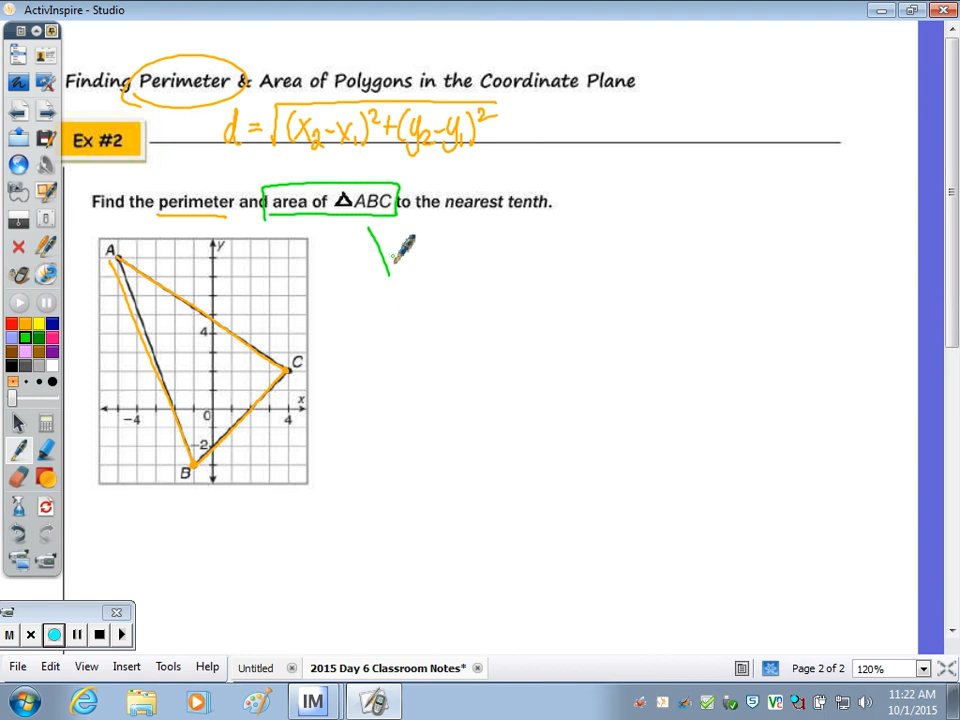 ActivInspire - Studio
Finding Perimeter & Area of Polygons in the Coordinate Plane
d = √(x₂-x₁)²+(y₂-y₁)²
Ex #2
Find the perimeter and area of △ABC to the nearest tenth.
A
y
4
C
x
−4
0
4
−2
B
M
File Edit View Insert Tools Help Untitled 2015 Day 6 Classroom Notes* Page 2 of 2 120%
IM
11:22 AM
10/1/2015